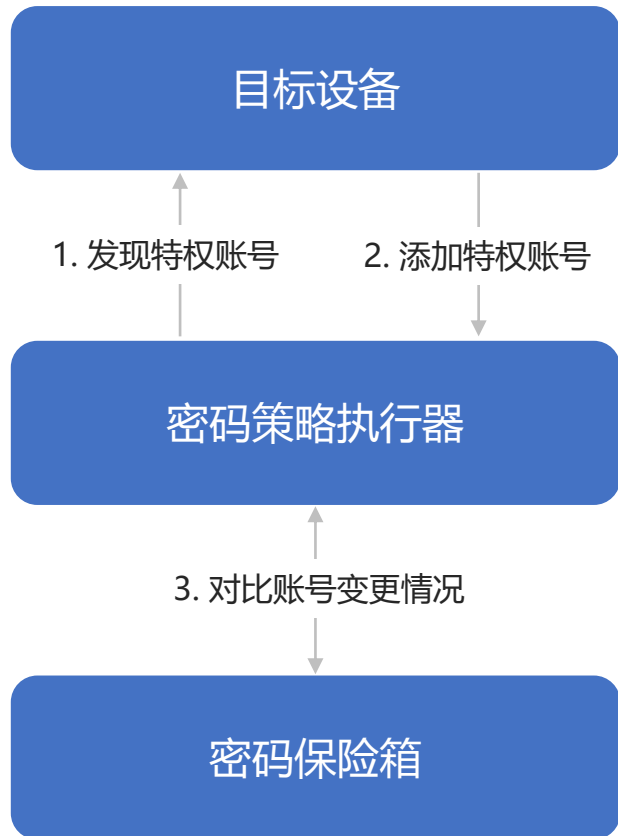 目标设备
1. 发现特权账号
2. 添加特权账号
密码策略执行器
3. 对比账号变更情况
密码保险箱